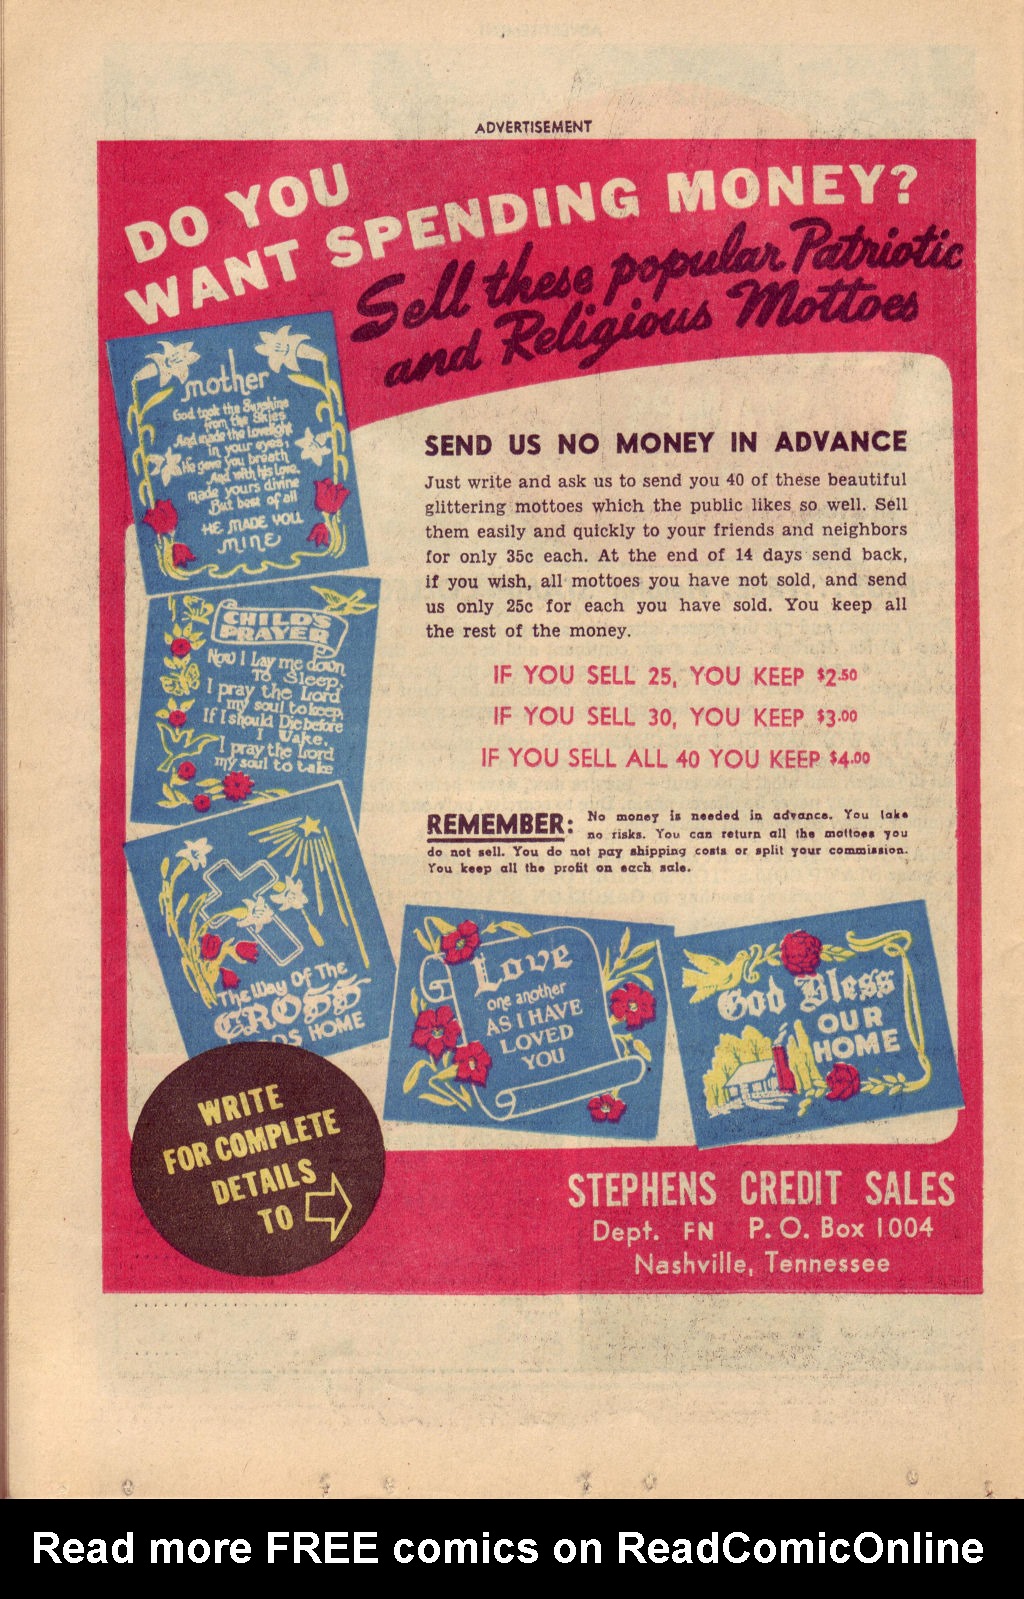 ADVERTISEMENT
DO YOU
WANT SPENDING MONEY?
Sell these popular Patriotic
and Religious Mottoes
mother
God took the Sunshine
from the Skies
And made the Lovelight
in your eyes,
He gave you breath
And with his Love,
made yours divine
But best of all
HE MADE YOU
MINE
SEND US NO MONEY IN ADVANCE
Just write and ask us to send you 40 of these beautiful
glittering mottoes which the public likes so well. Sell
them easily and quickly to your friends and neighbors
for only 35c each. At the end of 14 days send back,
if you wish, all mottoes you have not sold, and send
us only 25c for each you have sold. You keep all
the rest of the money.
CHILD'S
PRAYER
Now I Lay me down
To Sleep,
I pray the Lord
my soul to keep,
If I should Die before
I Wake,
I pray the Lord
my soul to take
IF YOU SELL 25, YOU KEEP $2.50
IF YOU SELL 30, YOU KEEP $3.00
IF YOU SELL ALL 40 YOU KEEP $4.00
REMEMBER: No money is needed in advance. You take
no risks. You can return all the mottoes you
do not sell. You do not pay shipping costs or split your commission.
You keep all the profit on each sale.
The Way Of The
CROSS
ADS HOME
Love
one another
AS I HAVE
LOVED
YOU
God Bless
OUR
HOME
WRITE
FOR COMPLETE
DETAILS
TO
STEPHENS CREDIT SALES
Dept. FN P. O. Box 1004
Nashville, Tennessee
Read more FREE comics on ReadComicOnline